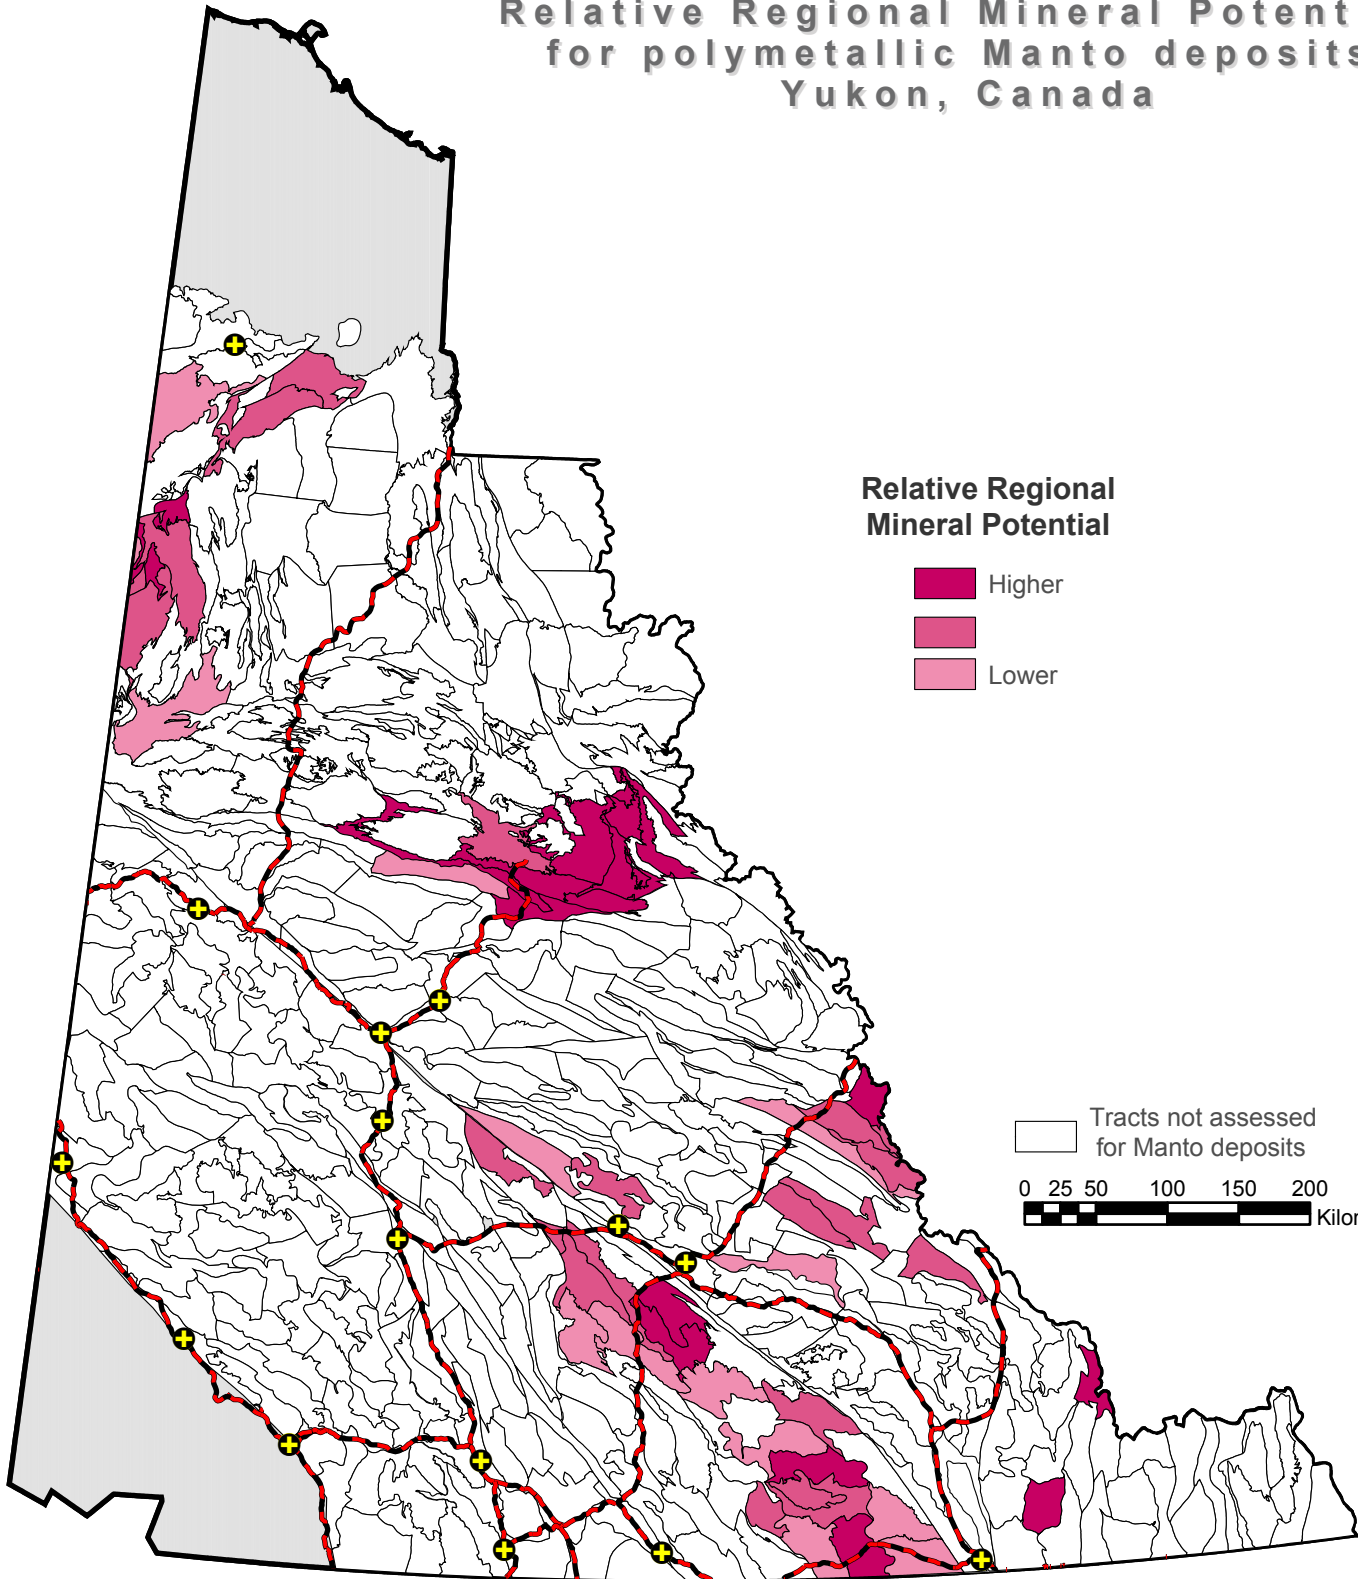 Relative Regional Mineral Potent
for polymetallic Manto deposits
Yukon, Canada
Relative Regional
Mineral Potential
Higher
Lower
Tracts not assessed
for Manto deposits
0 25 50 100 150 200
Kilor